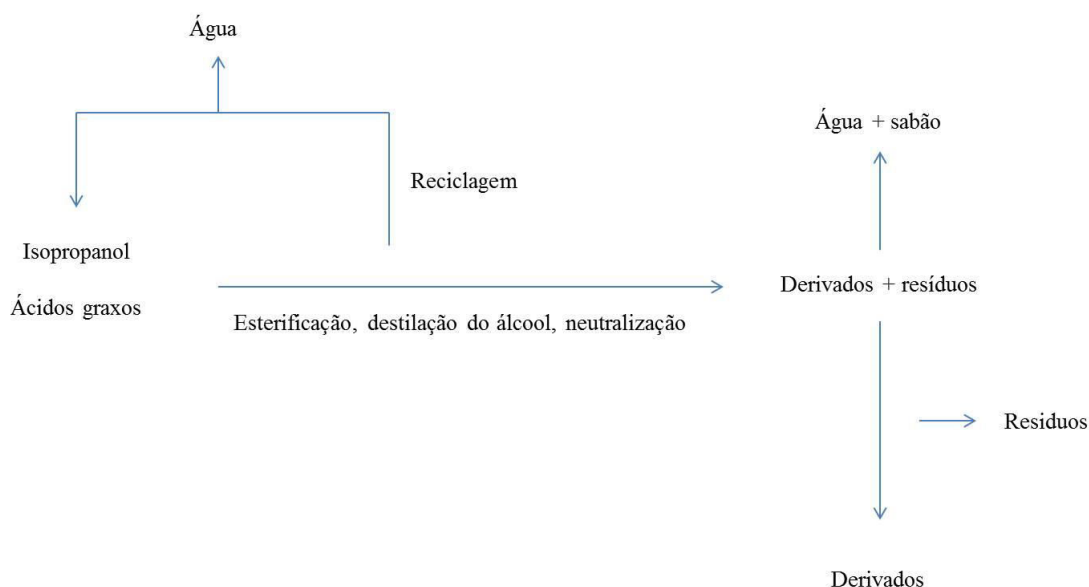 Água
Água + sabão
Reciclagem
Isopropanol
Ácidos graxos
Derivados + resíduos
Esterificação, destilação do álcool, neutralização
Residuos
Derivados